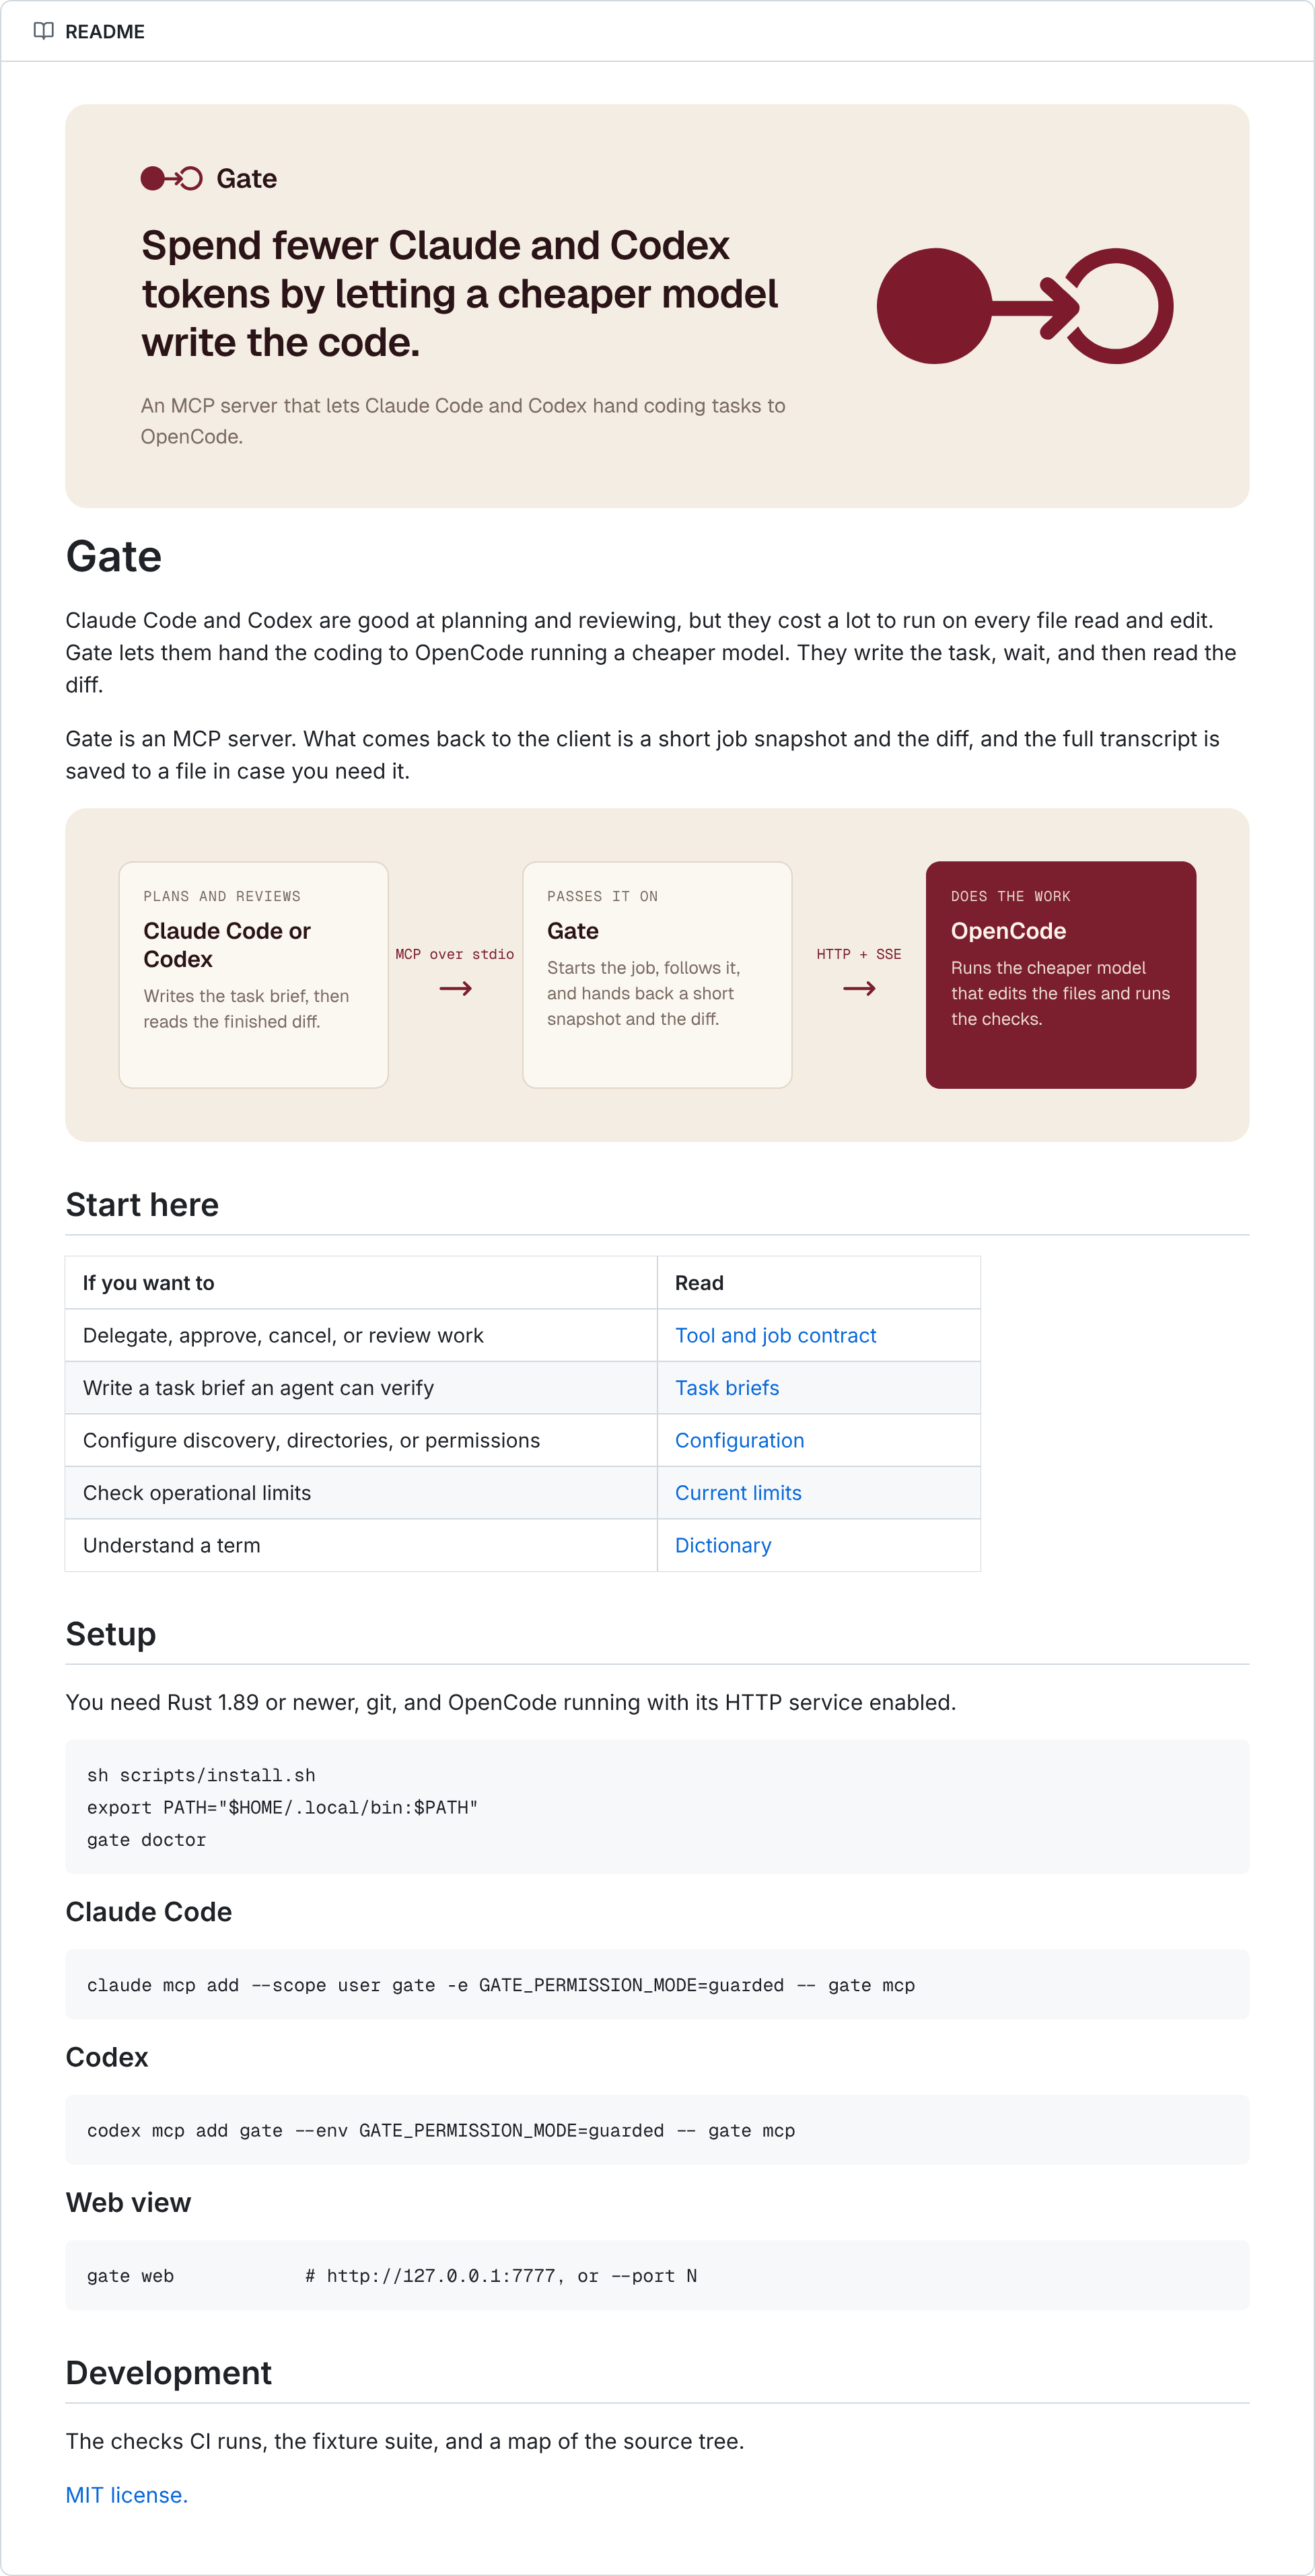 README
Gate
Spend fewer Claude and Codex
tokens by letting a cheaper model
write the code.
An MCP server that lets Claude Code and Codex hand coding tasks to
OpenCode.
Gate
Claude Code and Codex are good at planning and reviewing, but they cost a lot to run on every file read and edit.
Gate lets them hand the coding to OpenCode running a cheaper model. They write the task, wait, and then read the
diff.
Gate is an MCP server. What comes back to the client is a short job snapshot and the diff, and the full transcript is
saved to a file in case you need it.
PLANS AND REVIEWS
Claude Code or
Codex
Writes the task brief, then
reads the finished diff.
MCP over stdio
PASSES IT ON
Gate
Starts the job, follows it,
and hands back a short
snapshot and the diff.
HTTP + SSE
DOES THE WORK
OpenCode
Runs the cheaper model
that edits the files and runs
the checks.
Start here
If you want to Read
Delegate, approve, cancel, or review work Tool and job contract
Write a task brief an agent can verify Task briefs
Configure discovery, directories, or permissions Configuration
Check operational limits Current limits
Understand a term Dictionary
Setup
You need Rust 1.89 or newer, git, and OpenCode running with its HTTP service enabled.
sh scripts/install.sh
export PATH="$HOME/.local/bin:$PATH"
gate doctor
Claude Code
claude mcp add --scope user gate -e GATE_PERMISSION_MODE=guarded -- gate mcp
Codex
codex mcp add gate --env GATE_PERMISSION_MODE=guarded -- gate mcp
Web view
gate web            # http://127.0.0.1:7777, or --port N
Development
The checks CI runs, the fixture suite, and a map of the source tree.
MIT license.